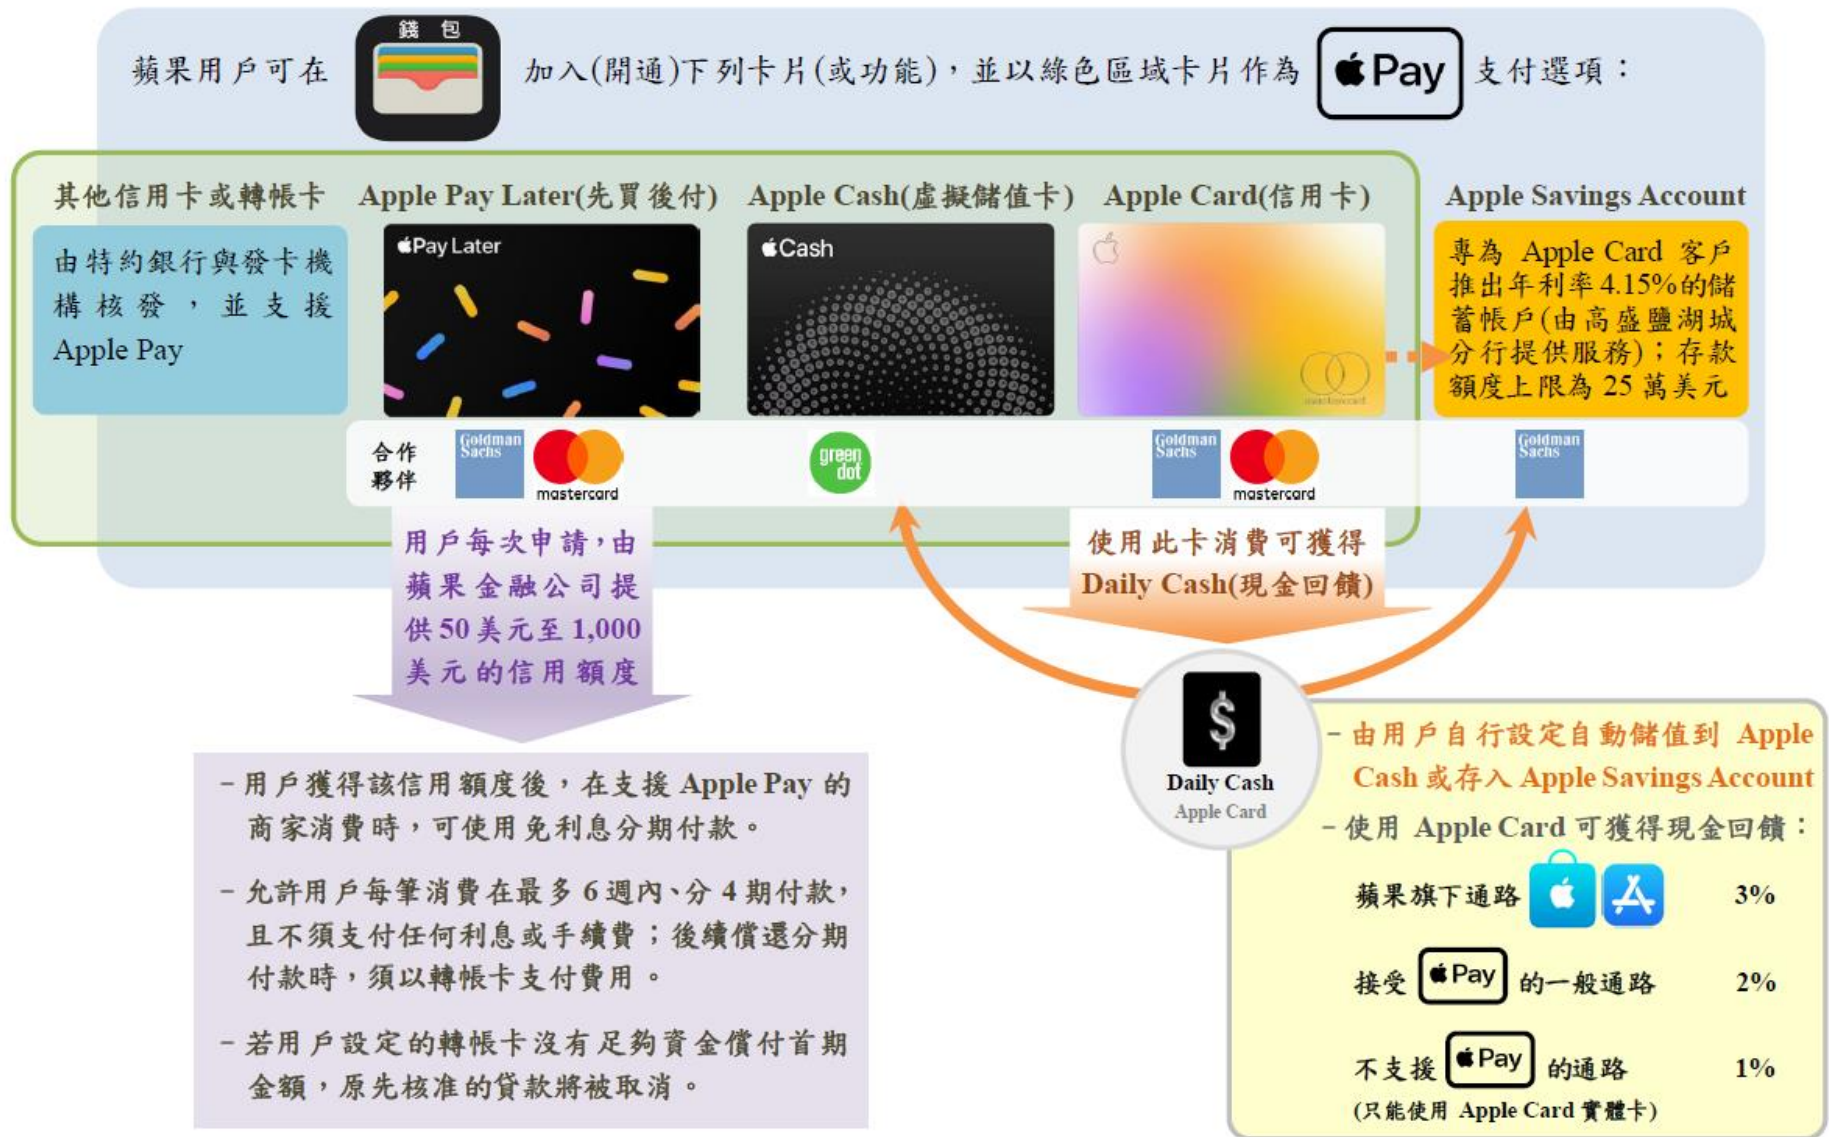 錢 包
蘋果用戶可在 加入(開通)下列卡片(或功能)，並以綠色區域卡片作為 Pay 支付選項：
其他信用卡或轉帳卡
由特約銀行與發卡機
構核發，並支援
Apple Pay
Apple Pay Later(先買後付)
Pay Later
Apple Cash(虛擬儲值卡)
Cash
Apple Card(信用卡)
mastercard
Apple Savings Account
專為 Apple Card 客戶
推出年利率4.15%的儲
蓄帳戶(由高盛鹽湖城
分行提供服務)；存款
額度上限為 25 萬美元
合作
夥伴
Goldman
Sachs
mastercard
green
dot
Goldman
Sachs
mastercard
Goldman
Sachs
用戶每次申請，由
蘋果金融公司提
供 50 美元至 1,000
美元的信用額度
－用戶獲得該信用額度後，在支援 Apple Pay 的
商家消費時，可使用免利息分期付款。
－允許用戶每筆消費在最多 6 週內、分 4 期付款，
且不須支付任何利息或手續費；後續償還分期
付款時，須以轉帳卡支付費用。
－若用戶設定的轉帳卡沒有足夠資金償付首期
金額，原先核准的貸款將被取消。
使用此卡消費可獲得
Daily Cash(現金回饋)
$
Daily Cash
Apple Card
－由用戶自行設定自動儲值到 Apple
Cash 或存入 Apple Savings Account
－使用 Apple Card 可獲得現金回饋：
蘋果旗下通路 3%
接受 Pay 的一般通路 2%
不支援 Pay 的通路 1%
(只能使用 Apple Card 實體卡)